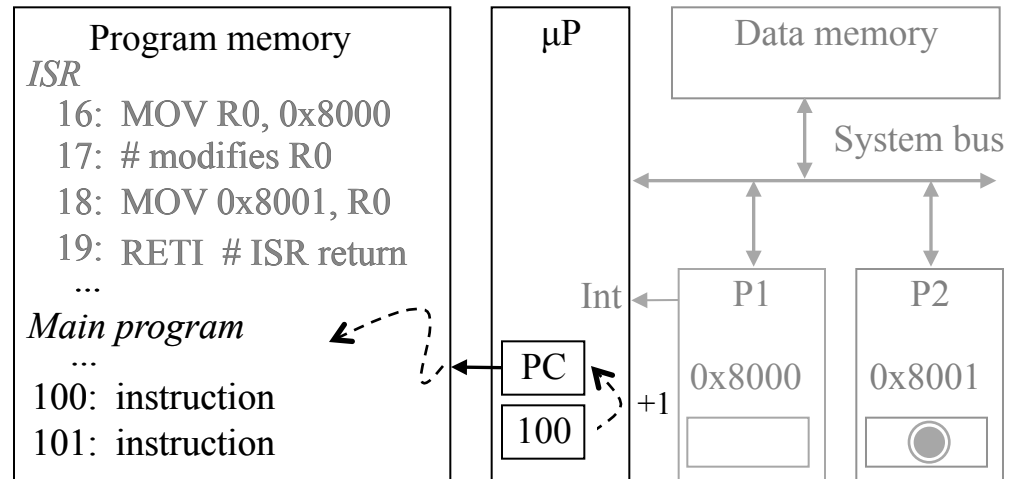 Program memory
ISR
16: MOV R0, 0x8000
17: # modifies R0
18: MOV 0x8001, R0
19: RETI # ISR return
...
Main program
...
100: instruction
101: instruction
μP
PC
100
+1
Data memory
System bus
Int
P1
0x8000
P2
0x8001